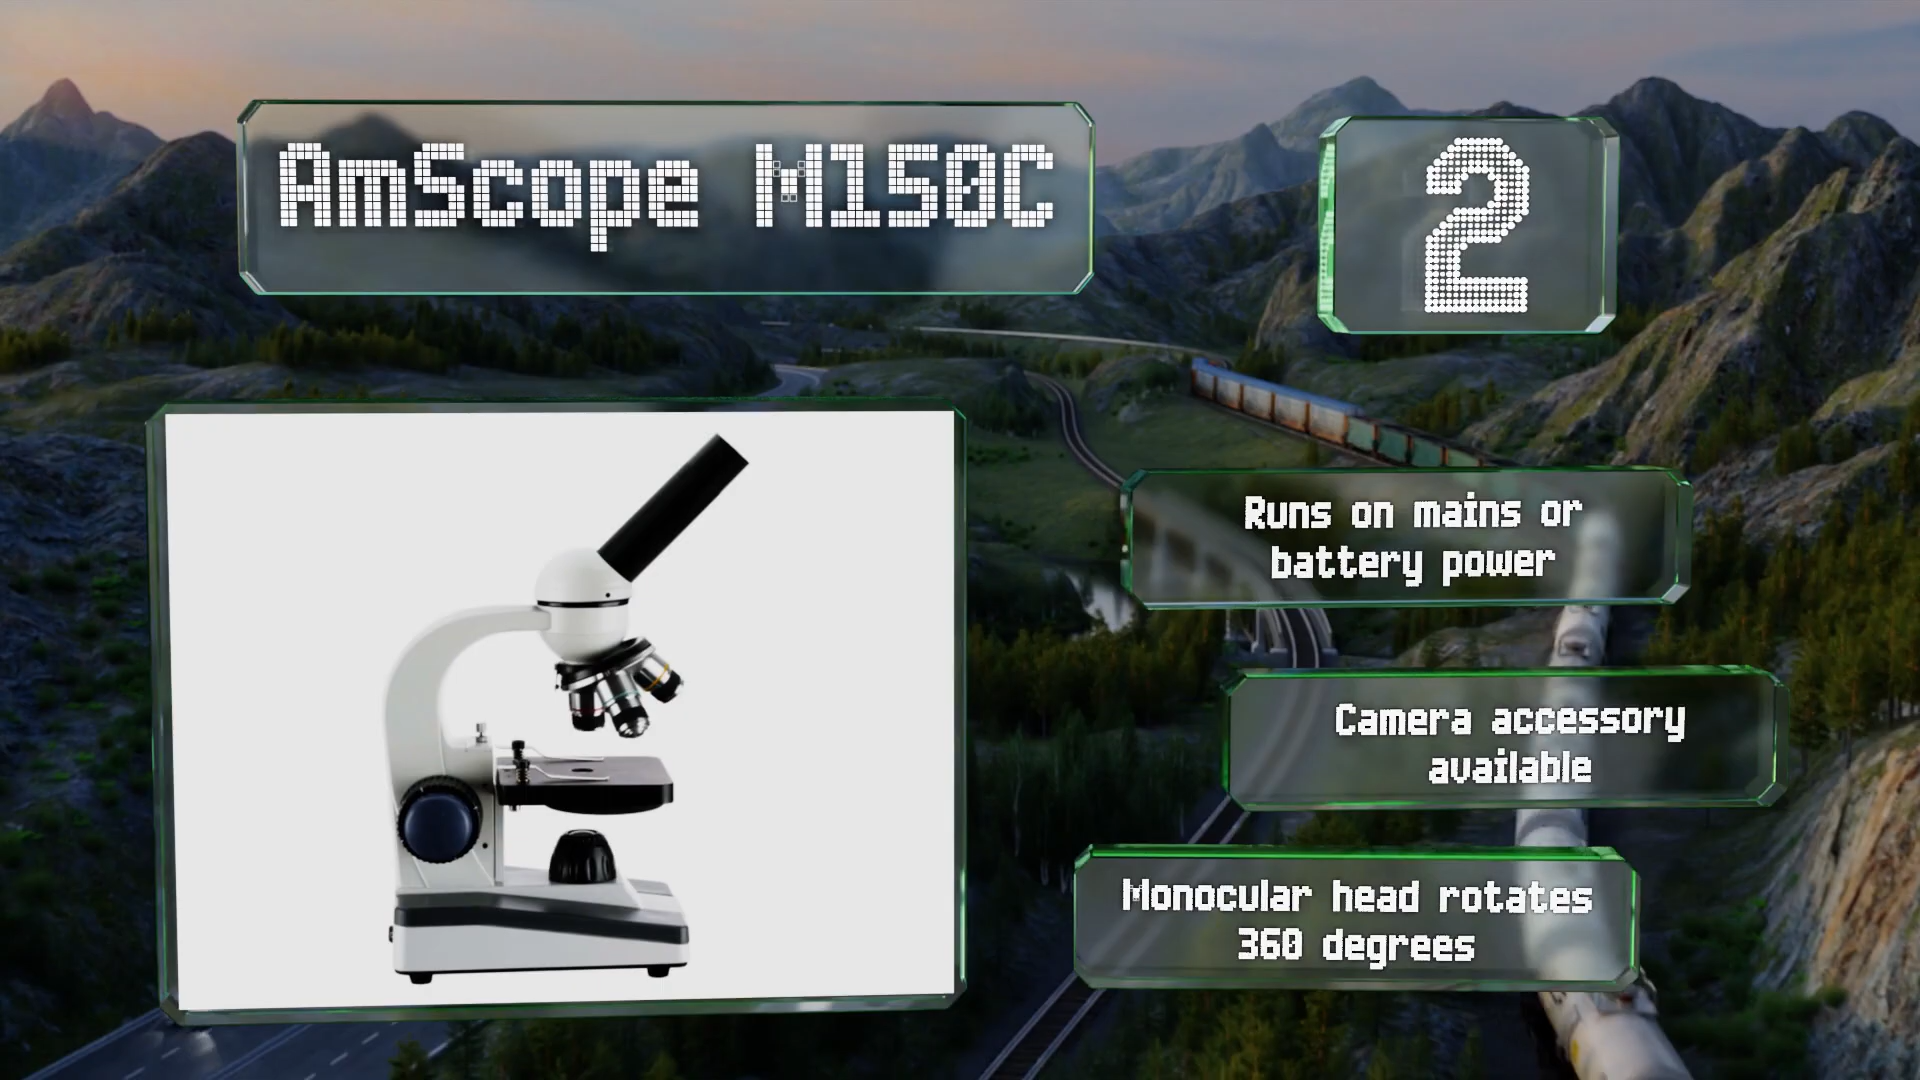 AmScope M150C
2
Runs on mains or
battery power
Camera accessory
available
Monocular head rotates
360 degrees